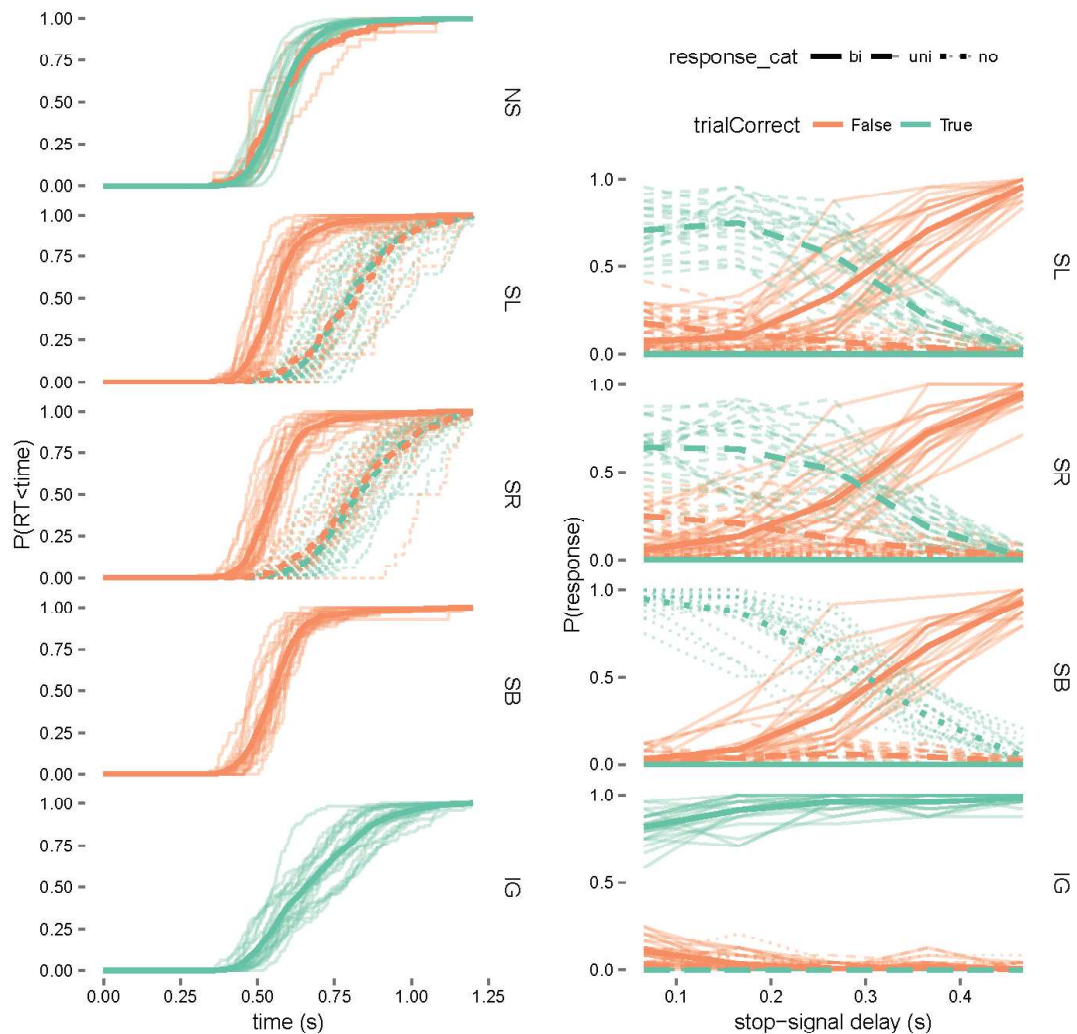 response_cat bi uni no
trialCorrect False True
P(RT<time)
1.00
0.75
0.50
0.25
0.00
NS
1.00
0.75
0.50
0.25
0.00
SL
1.00
0.75
0.50
0.25
0.00
SR
1.00
0.75
0.50
0.25
0.00
SB
1.00
0.75
0.50
0.25
0.00
IG
0.00 0.25 0.50 0.75 1.00 1.25
time (s)
P(response)
1.0
0.5
0.0
SL
1.0
0.5
0.0
SR
1.0
0.5
0.0
SB
1.0
0.5
0.0
IG
0.1 0.2 0.3 0.4
stop−signal delay (s)